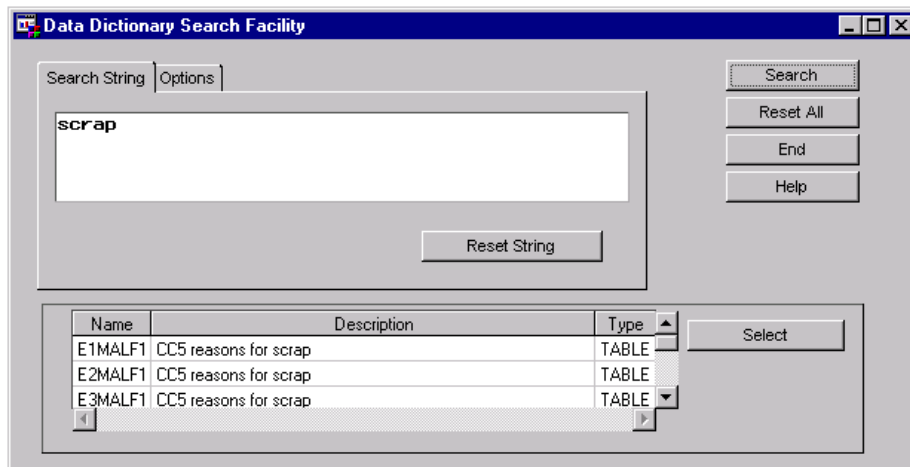 Data Dictionary Search Facility
Search String Options
scrap
Reset String
Search
Reset All
End
Help
Name Description Type
E1MALF1 CC5 reasons for scrap TABLE
E2MALF1 CC5 reasons for scrap TABLE
E3MALF1 CC5 reasons for scrap TABLE
Select